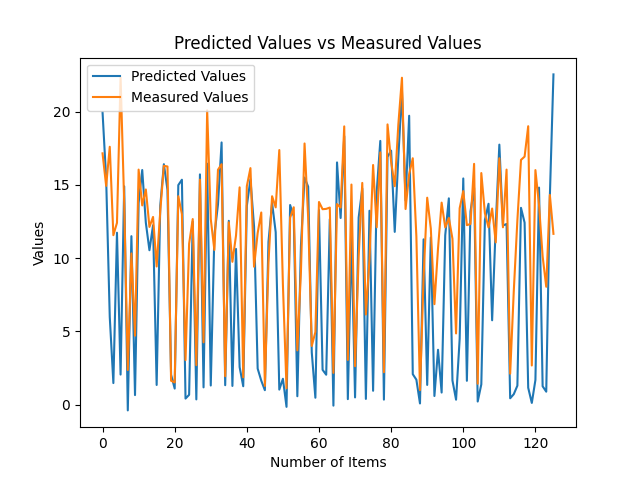 Predicted Values vs Measured Values
Predicted Values
Measured Values
Values
20
15
10
5
0
0 20 40 60 80 100 120
Number of Items